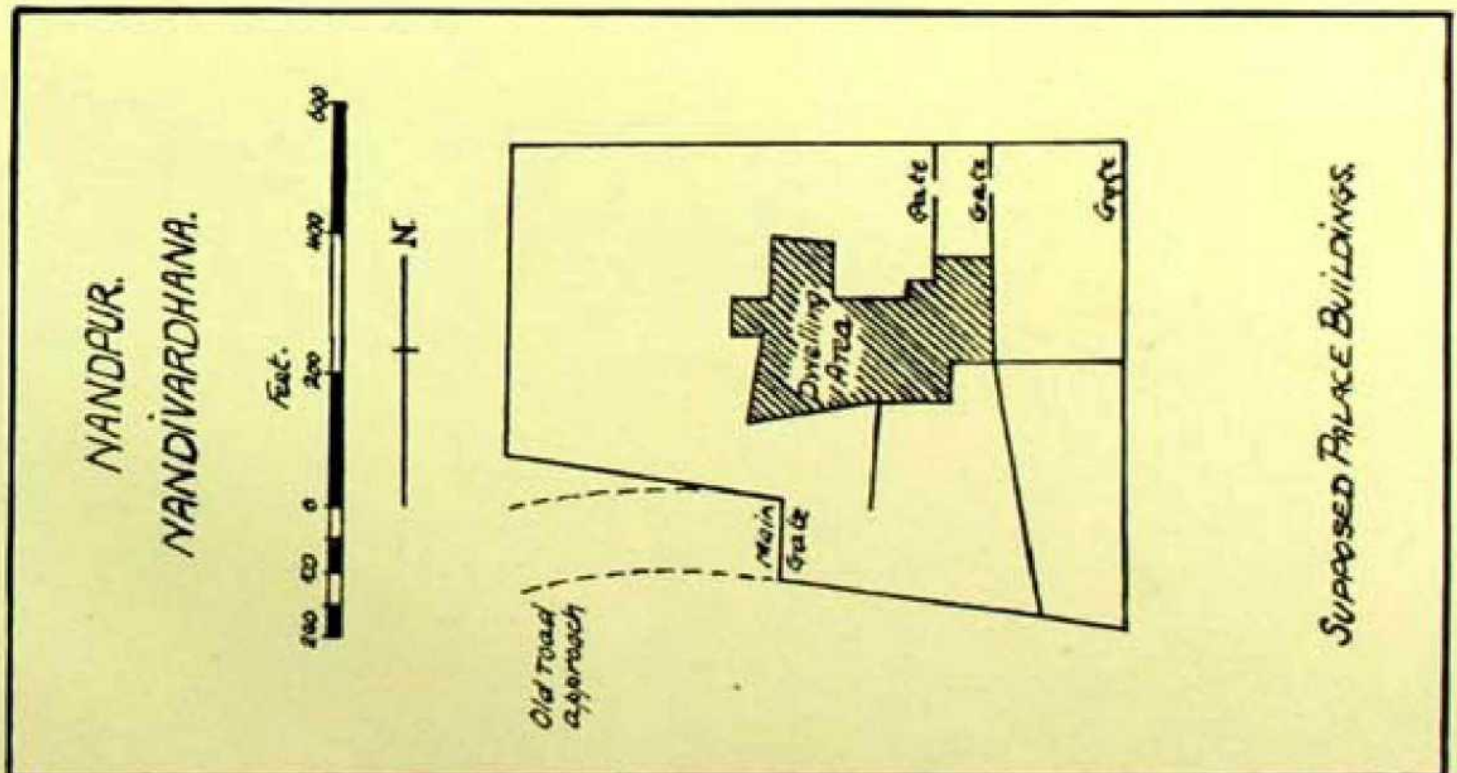 NANDPUR.
NANDIVARDHANA.
Feet.
200 100 0 200 400 600
N.
Old road
approach
Main
Gate
Dwelling
Area
Gate
Gate
Gate
SUPPOSED PALACE BUILDINGS.